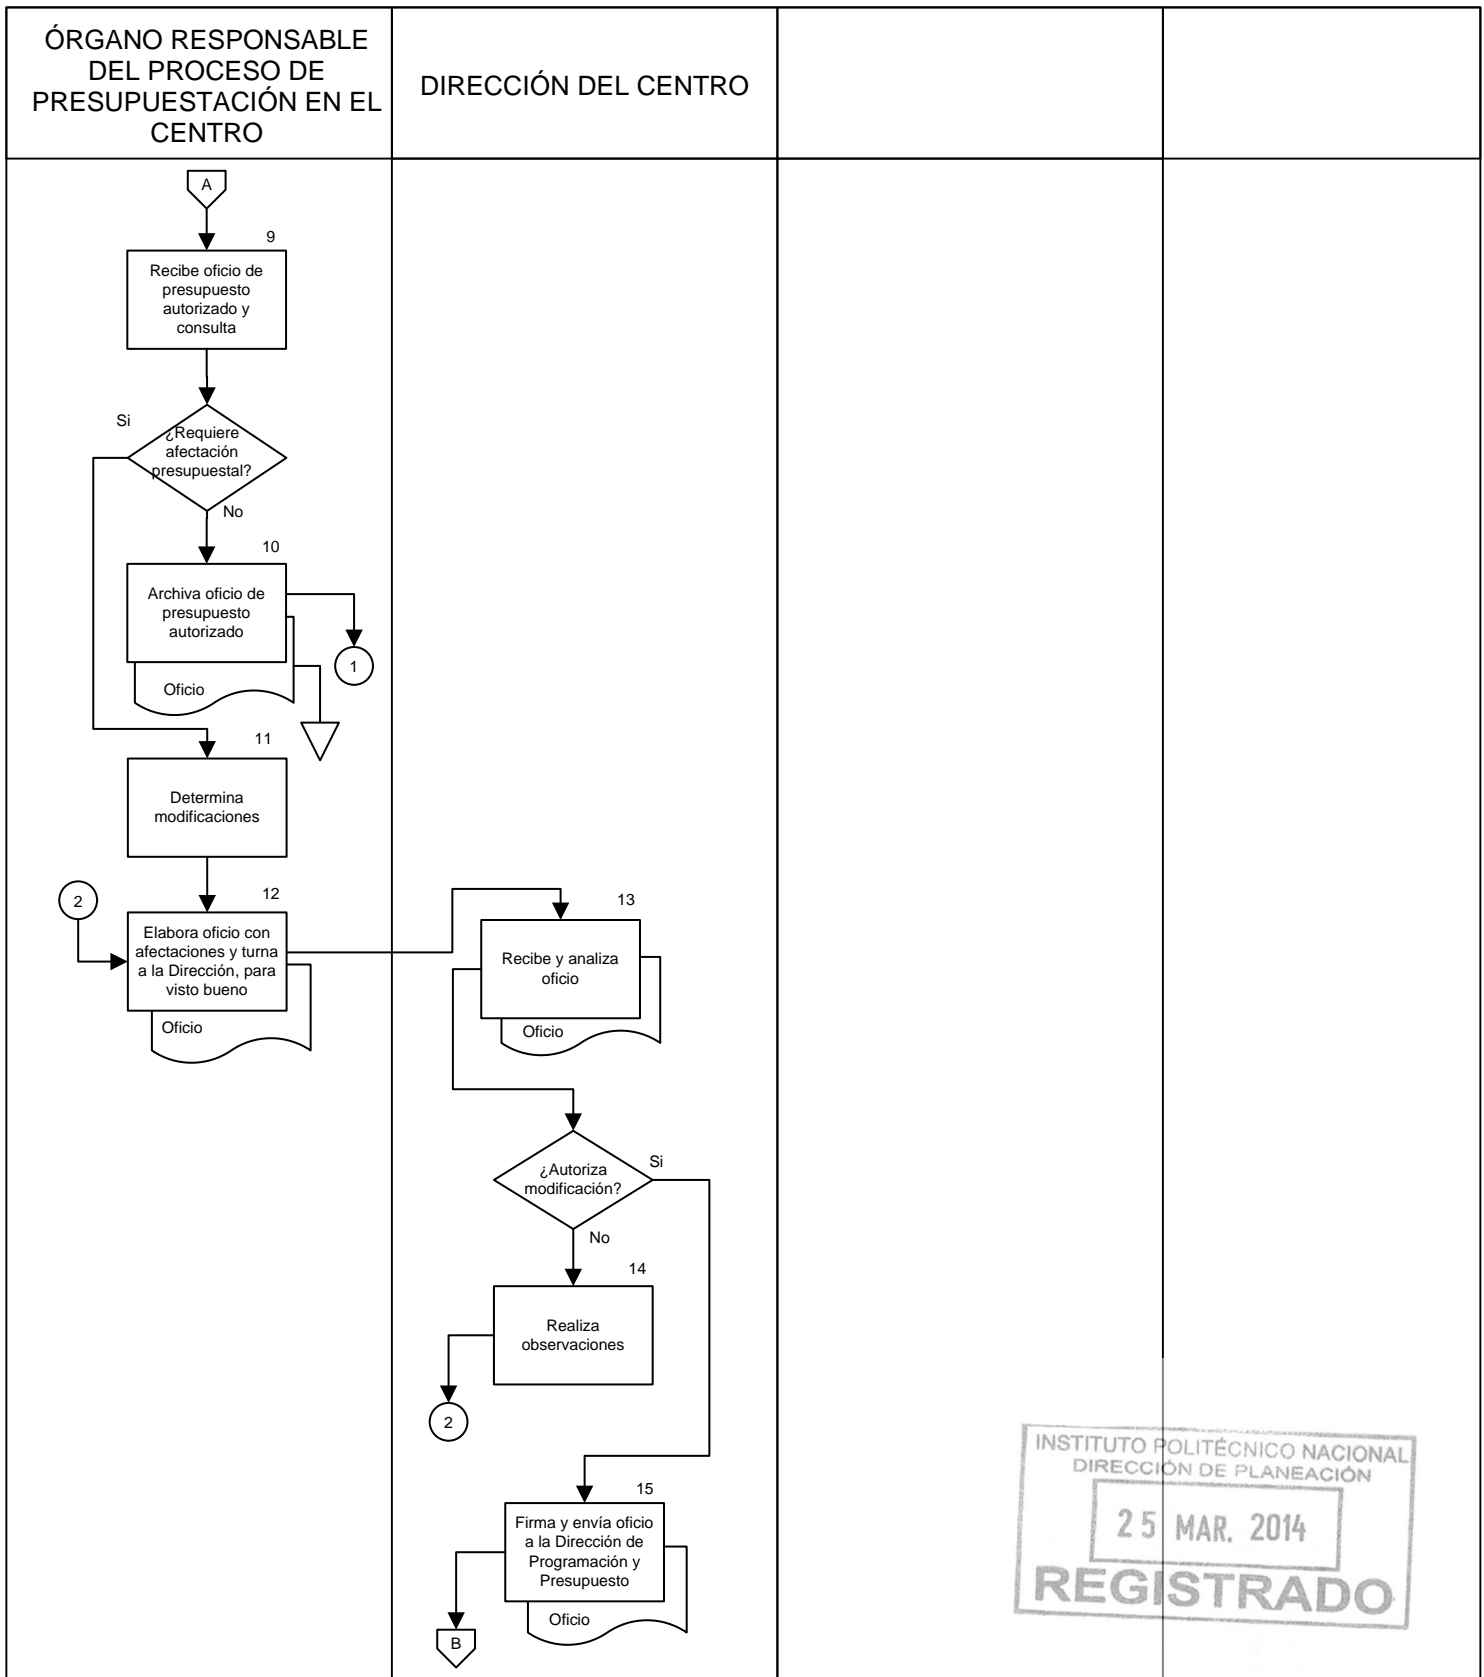 ÓRGANO RESPONSABLE
DEL PROCESO DE
PRESUPUESTACIÓN EN EL
CENTRO
DIRECCIÓN DEL CENTRO
A
9
Recibe oficio de
presupuesto
autorizado y
consulta
Si
¿Requiere
afectación
presupuestal?
No
10
Archiva oficio de
presupuesto
autorizado
1
Oficio
11
Determina
modificaciones
2
12
Elabora oficio con
afectaciones y turna
a la Dirección, para
visto bueno
Oficio
13
Recibe y analiza
oficio
Oficio
¿Autoriza
modificación?
Si
No
14
Realiza
observaciones
2
15
Firma y envía oficio
a la Dirección de
Programación y
Presupuesto
Oficio
B
INSTITUTO POLITÉCNICO NACIONAL
DIRECCIÓN DE PLANEACIÓN
25 MAR. 2014
REGISTRADO